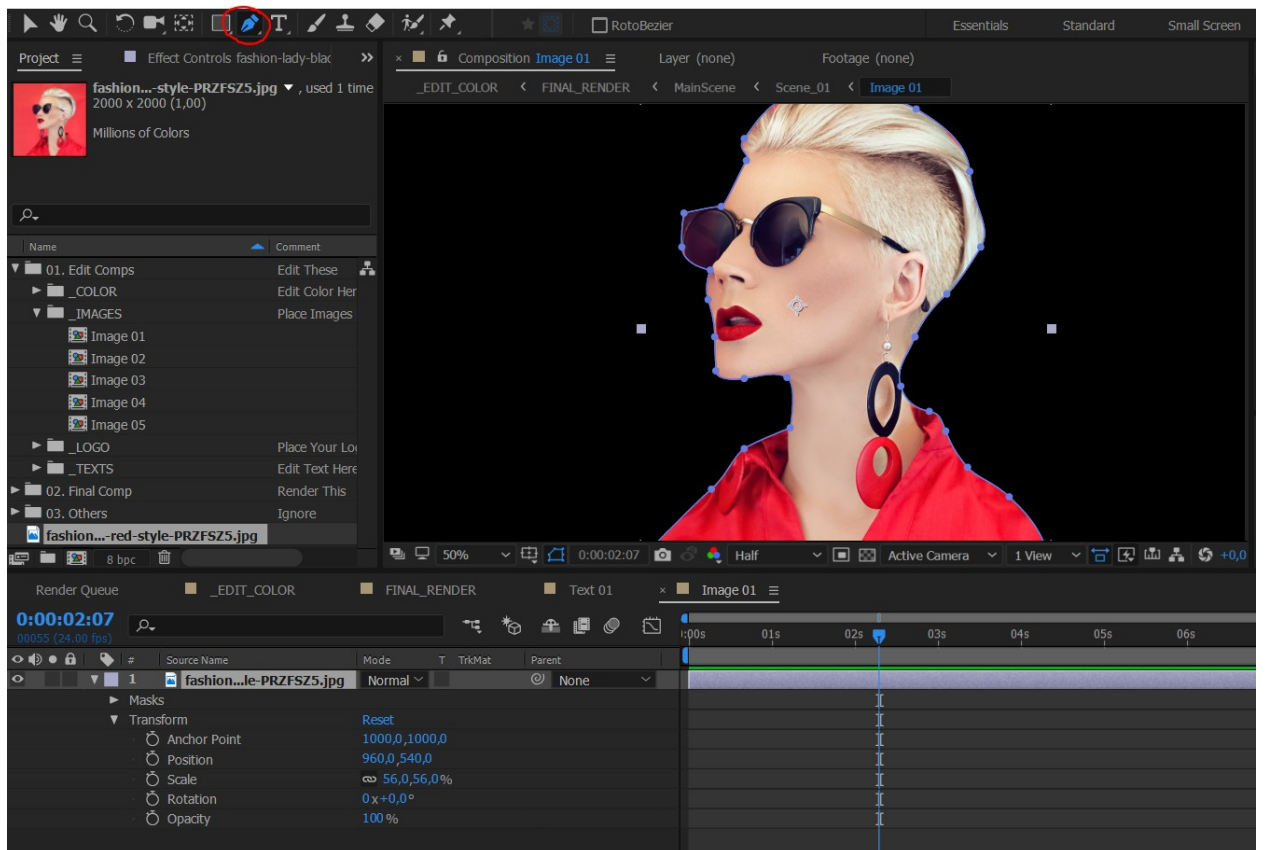 RotoBezier Essentials Standard Small Screen
Project Effect Controls fashion-lady-blac
fashion...-style-PRZFSZ5.jpg ▼ , used 1 time
2000 x 2000 (1,00)
Millions of Colors
Composition Image 01 Layer (none) Footage (none)
_EDIT_COLOR FINAL_RENDER MainScene Scene_01 Image 01
Name Comment
01. Edit Comps Edit These
_COLOR Edit Color Her
_IMAGES Place Images
Image 01
Image 02
Image 03
Image 04
Image 05
_LOGO Place Your Lo
_TEXTS Edit Text Here
02. Final Comp Render This
03. Others Ignore
fashion...-red-style-PRZFSZ5.jpg
8 bpc
50% 0:00:02:07 Half Active Camera 1 View +0,0
Render Queue _EDIT_COLOR FINAL_RENDER Text 01 Image 01
0:00:02:07
00055 (24.00 fps)
:00s 01s 02s 03s 04s 05s 06s
# Source Name Mode T TrkMat Parent
1 fashion...le-PRZFSZ5.jpg Normal None
Masks
Transform Reset
Anchor Point 1000,0,1000,0
Position 960,0,540,0
Scale 56,0,56,0%
Rotation 0x+0,0°
Opacity 100%